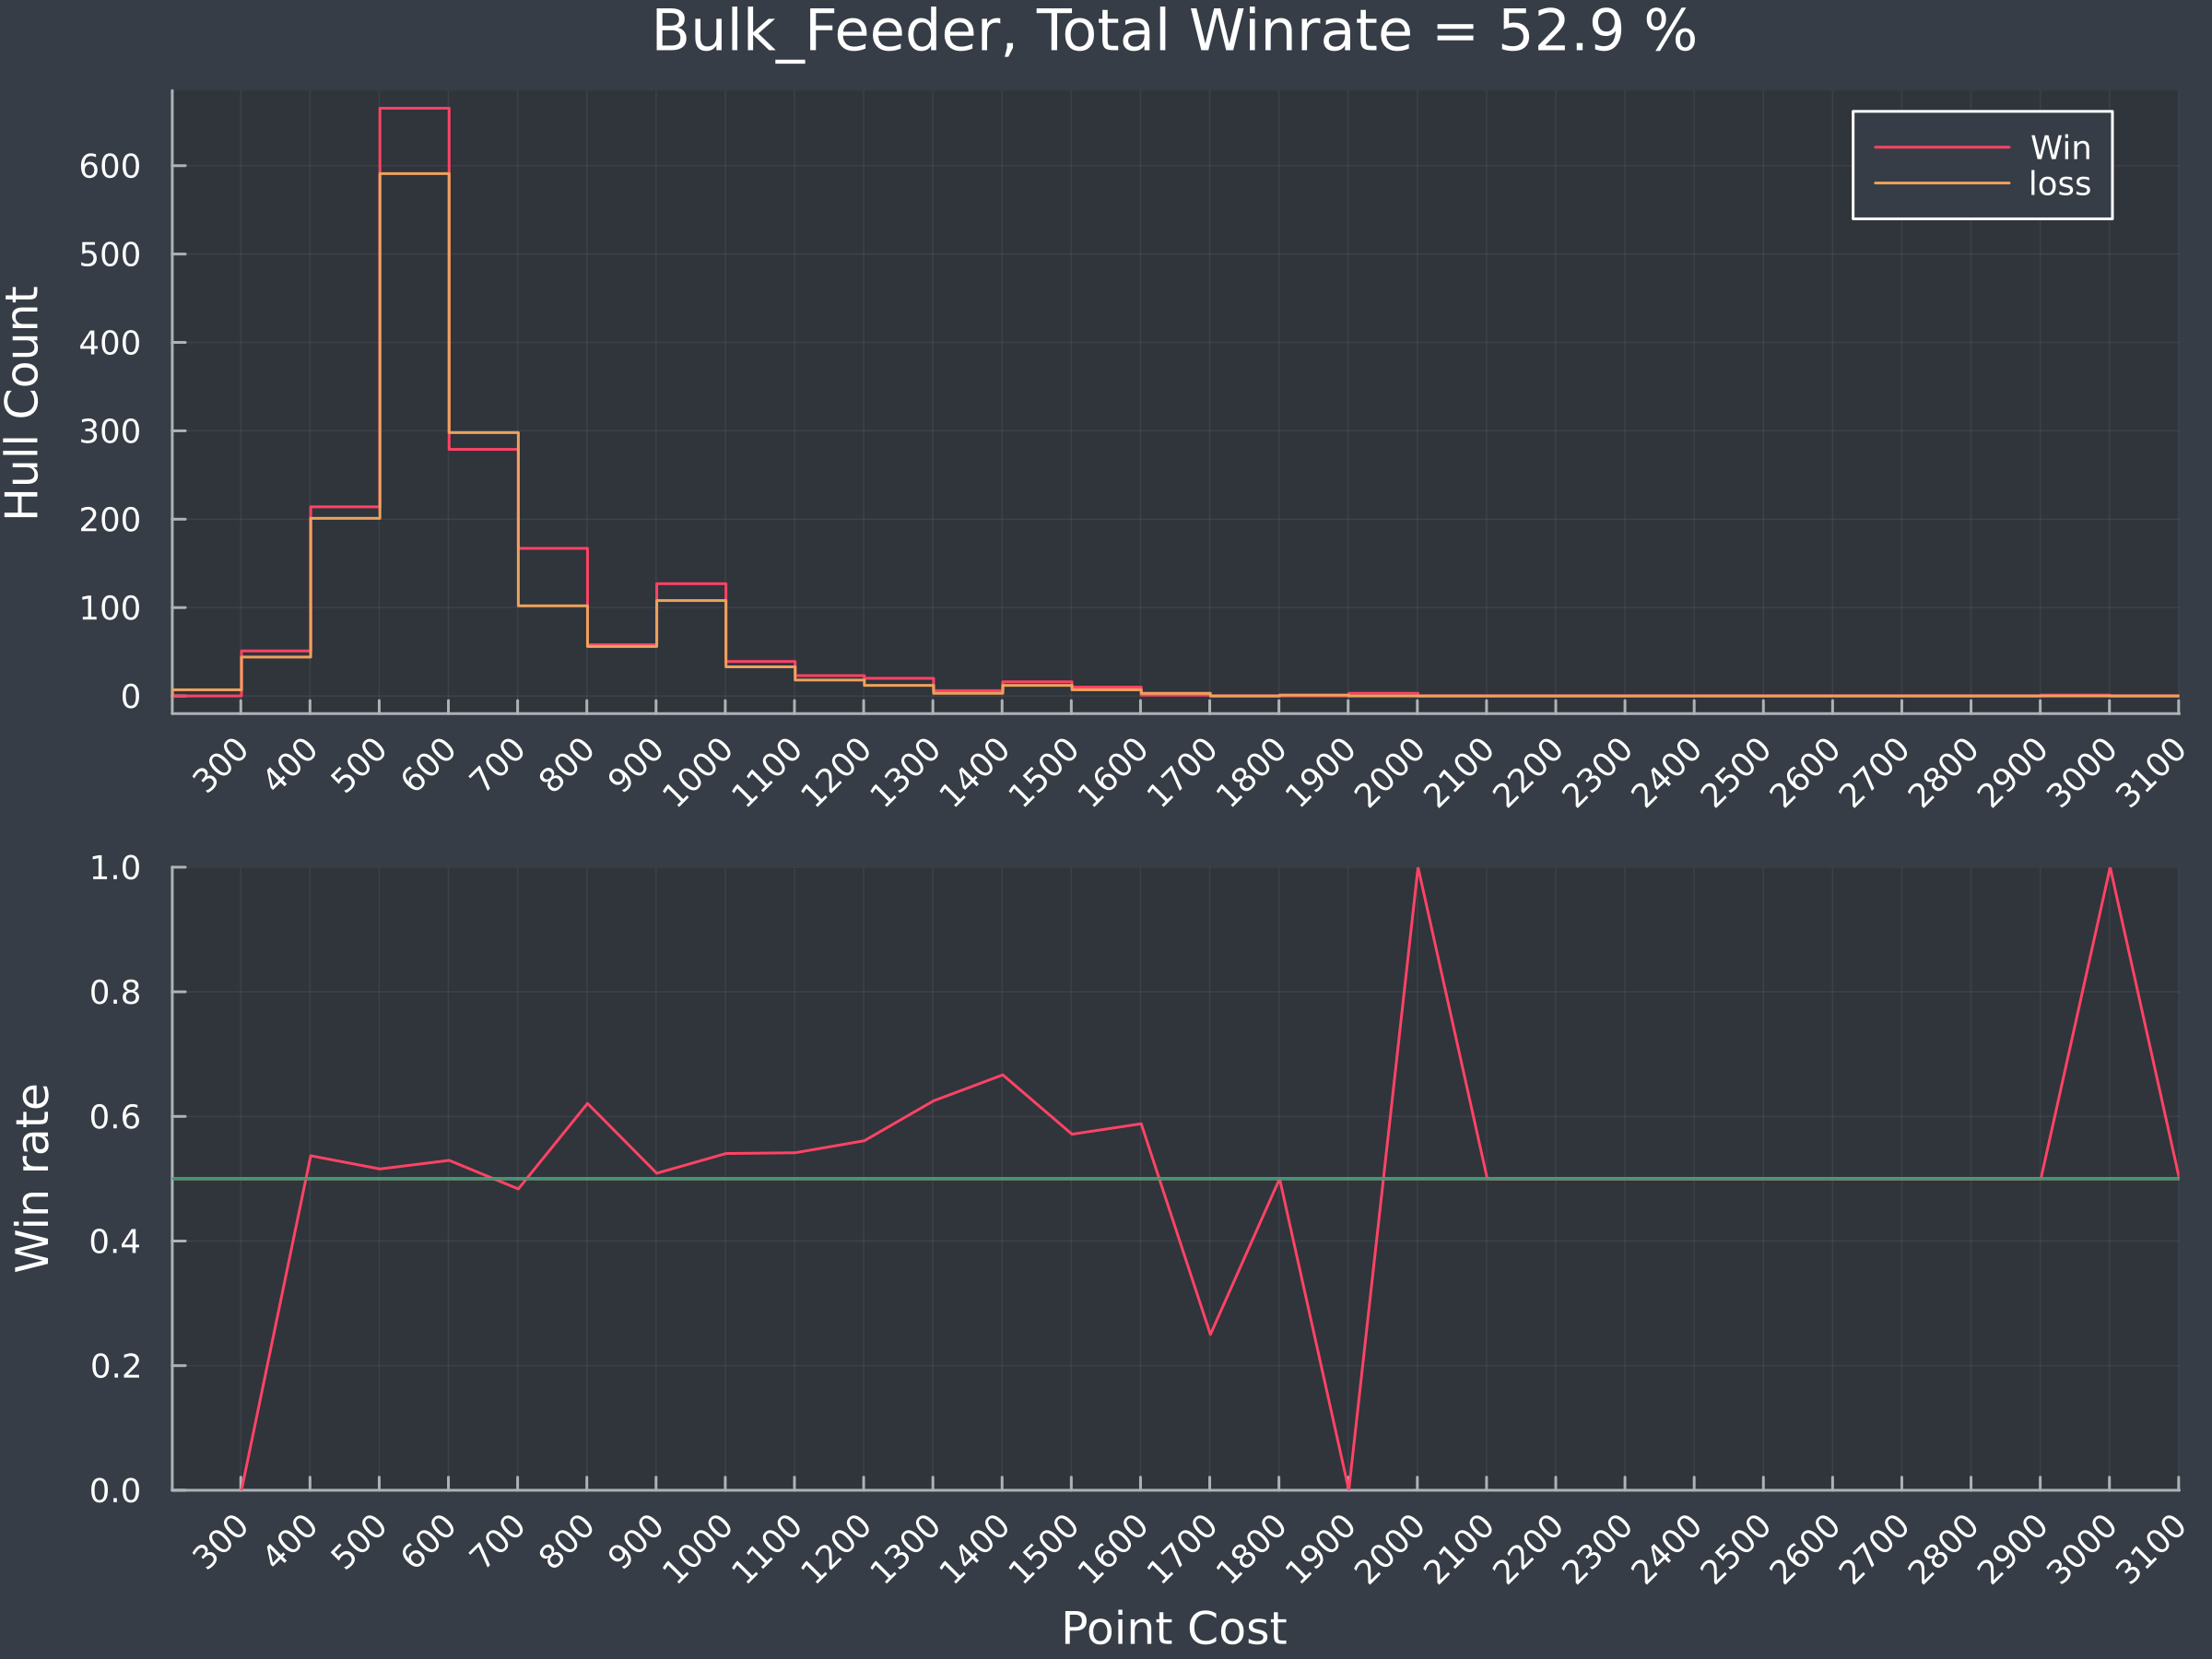 Bulk_Feeder, Total Winrate = 52.9 %
Hull Count
600
500
400
300
200
100
0
Win
loss
300 400 500 600 700 800 900 1000 1100 1200 1300 1400 1500 1600 1700 1800 1900 2000 2100 2200 2300 2400 2500 2600 2700 2800 2900 3000 3100
Win rate
1.0
0.8
0.6
0.4
0.2
0.0
300 400 500 600 700 800 900 1000 1100 1200 1300 1400 1500 1600 1700 1800 1900 2000 2100 2200 2300 2400 2500 2600 2700 2800 2900 3000 3100
Point Cost